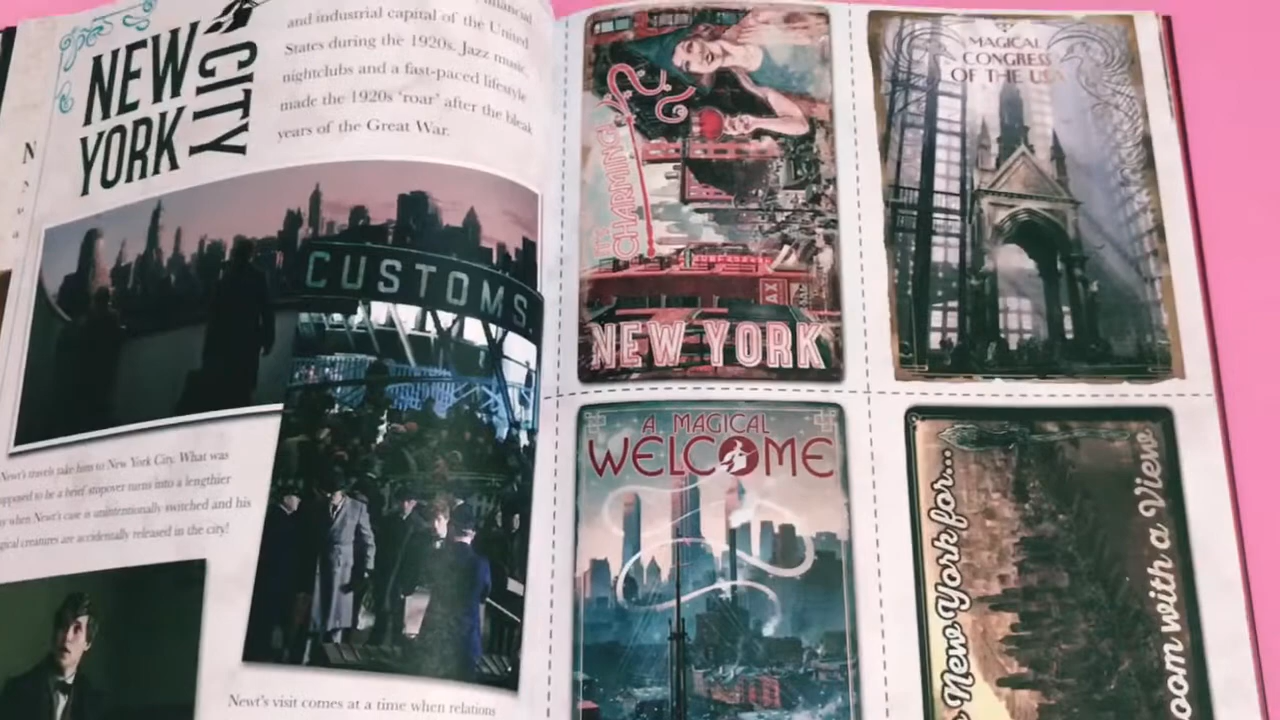 NEW
YORK
CITY
and industrial capital of the United
States during the 1920s. Jazz music,
nightclubs and a fast-paced lifestyle
made the 1920s 'roar' after the bleak
years of the Great War.
CUSTOMS.
Newt's travels take him to New York City. What was
to be a brief stopover turns into a lengthier
when Newt's case is unintentionally switched and his
creatures are accidentally released in the city!
Newt's visit comes at a time when relations
IT'S
CHARMING
NEW YORK
MAGICAL
CONGRESS
OF THE USA
A MAGICAL
WELCOME
New York for...
with a View